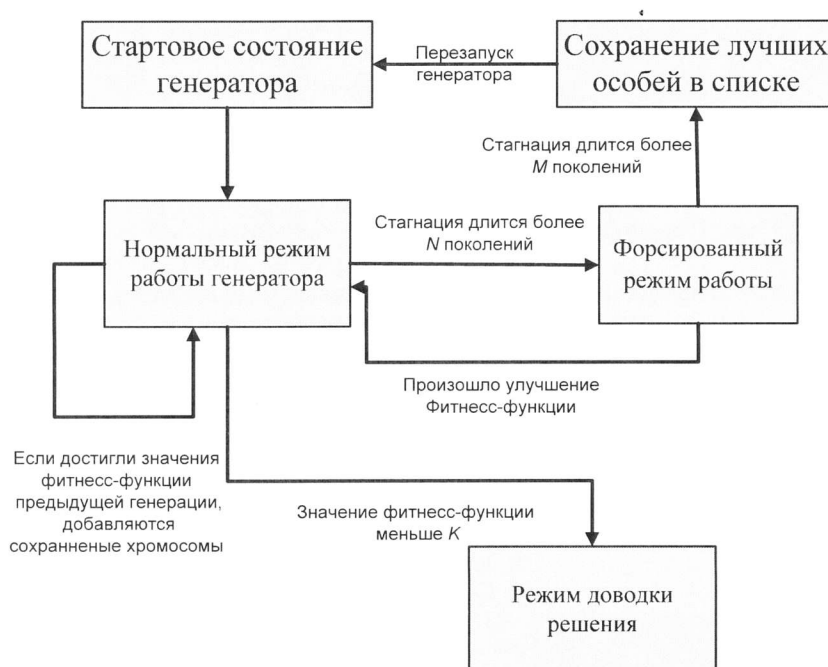 Стартовое состояние
генератора
Перезапуск
генератора
Сохранение лучших
особей в списке
Стагнация длится более
М поколений
Нормальный режим
работы генератора
Стагнация длится более
N поколений
Форсированный
режим работы
Произошло улучшение
Фитнесс-функции
Если достигли значения
фитнесс-функции
предыдущей генерации,
добавляются
сохранненые хромосомы
Значение фитнесс-функции
меньше K
Режим доводки
решения